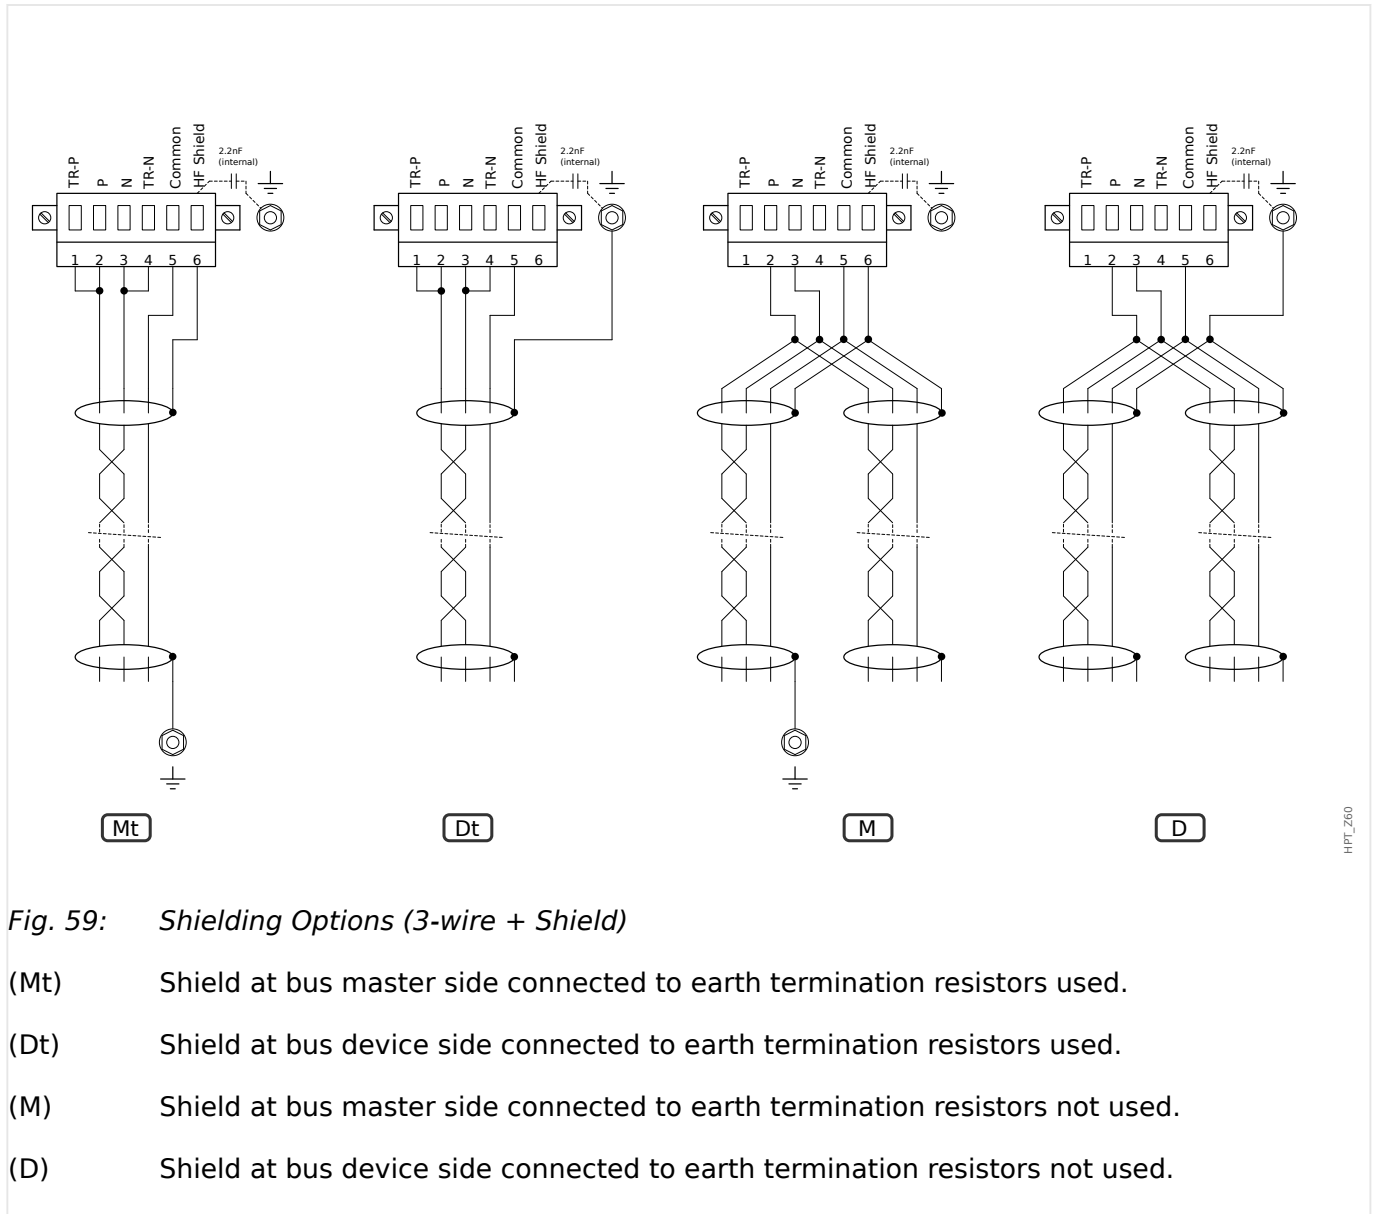 TR-P P N TR-N Common HF Shield 2.2nF
(internal)
1 2 3 4 5 6
TR-P P N TR-N Common HF Shield 2.2nF
(internal)
1 2 3 4 5 6
TR-P P N TR-N Common HF Shield 2.2nF
(internal)
1 2 3 4 5 6
TR-P P N TR-N Common HF Shield 2.2nF
(internal)
1 2 3 4 5 6
Mt
Dt
M
D
HPT_Z60
Fig. 59: Shielding Options (3-wire + Shield)
(Mt) Shield at bus master side connected to earth termination resistors used.
(Dt) Shield at bus device side connected to earth termination resistors used.
(M) Shield at bus master side connected to earth termination resistors not used.
(D) Shield at bus device side connected to earth termination resistors not used.